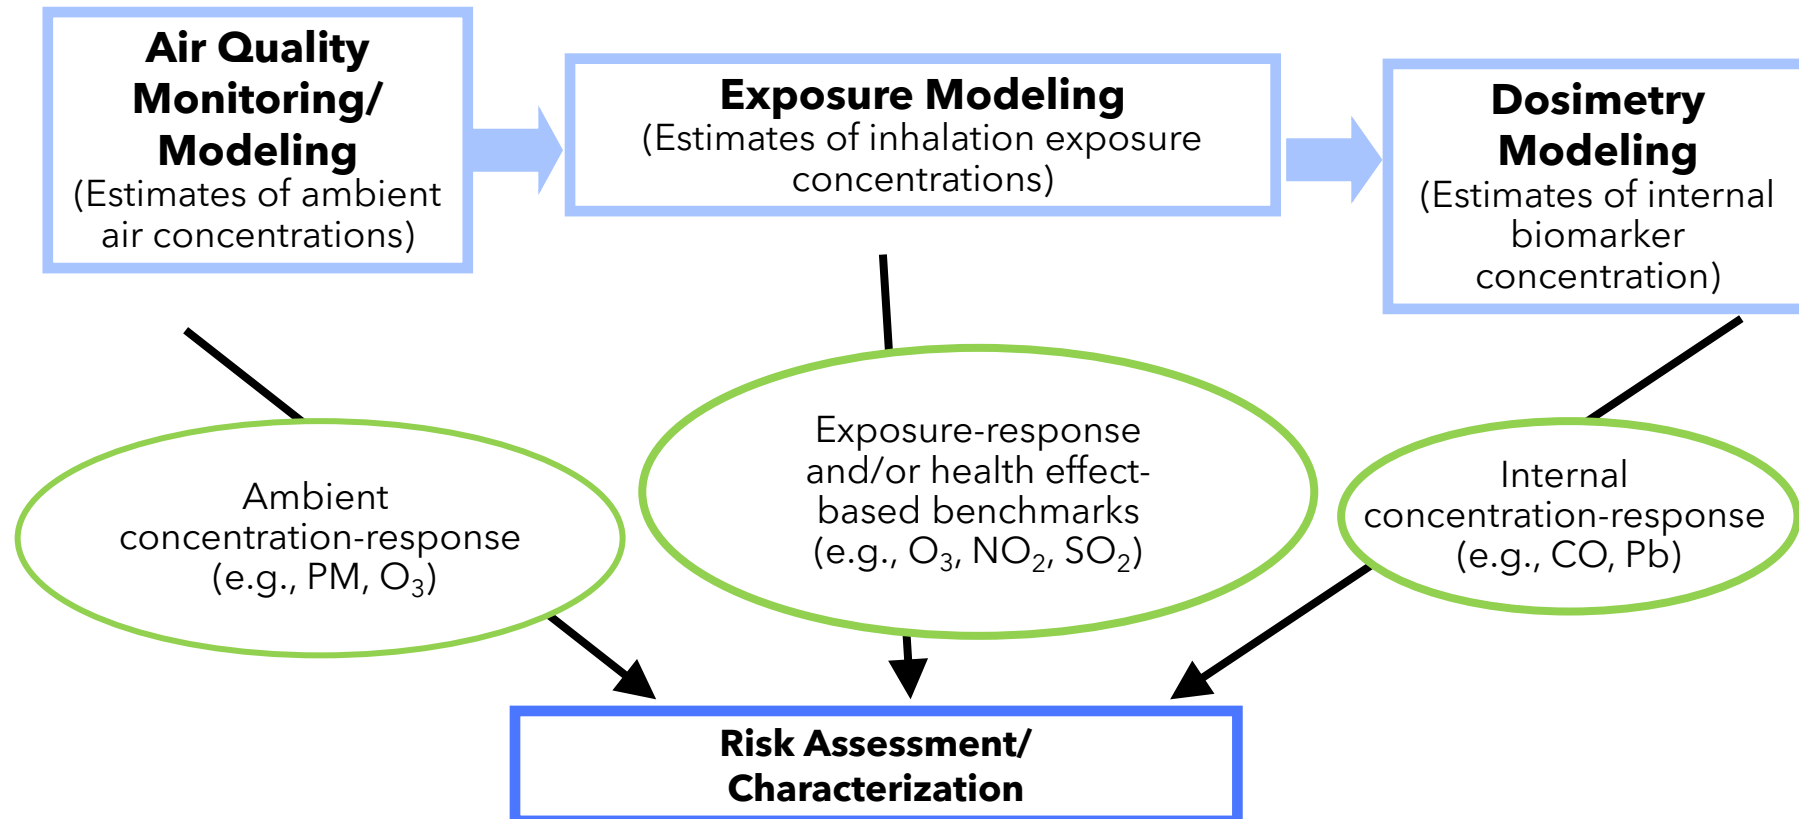 Air Quality
Monitoring/
Modeling
(Estimates of ambient
air concentrations)
Exposure Modeling
(Estimates of inhalation exposure
concentrations)
Dosimetry
Modeling
(Estimates of internal
biomarker
concentration)
Ambient
concentration-response
(e.g., PM, O₃)
Exposure-response
and/or health effect-
based benchmarks
(e.g., O₃, NO₂, SO₂)
Internal
concentration-response
(e.g., CO, Pb)
Risk Assessment/
Characterization